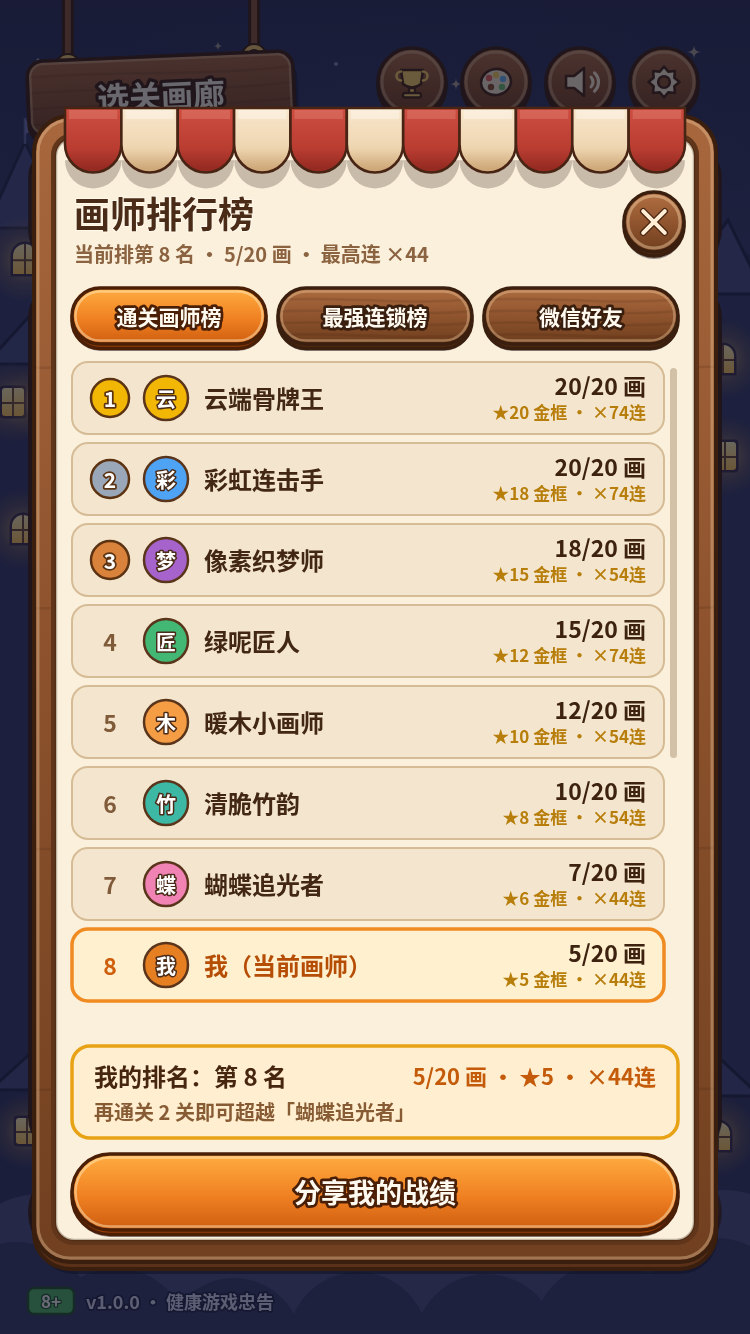 选关画廊
画师排行榜
当前排第 8 名 · 5/20 画 · 最高连 ×44
通关画师榜 最强连锁榜 微信好友
1 云 云端骨牌王 20/20 画
★20 金框 · ×74连
2 彩 彩虹连击手 20/20 画
★18 金框 · ×74连
3 梦 像素织梦师 18/20 画
★15 金框 · ×54连
4 匠 绿呢匠人 15/20 画
★12 金框 · ×74连
5 木 暖木小画师 12/20 画
★10 金框 · ×54连
6 竹 清脆竹韵 10/20 画
★8 金框 · ×54连
7 蝶 蝴蝶追光者 7/20 画
★6 金框 · ×44连
8 我 我（当前画师） 5/20 画
★5 金框 · ×44连
我的排名：第 8 名 5/20 画 · ★5 · ×44连
再通关 2 关即可超越「蝴蝶追光者」
分享我的战绩
8+ v1.0.0 · 健康游戏忠告